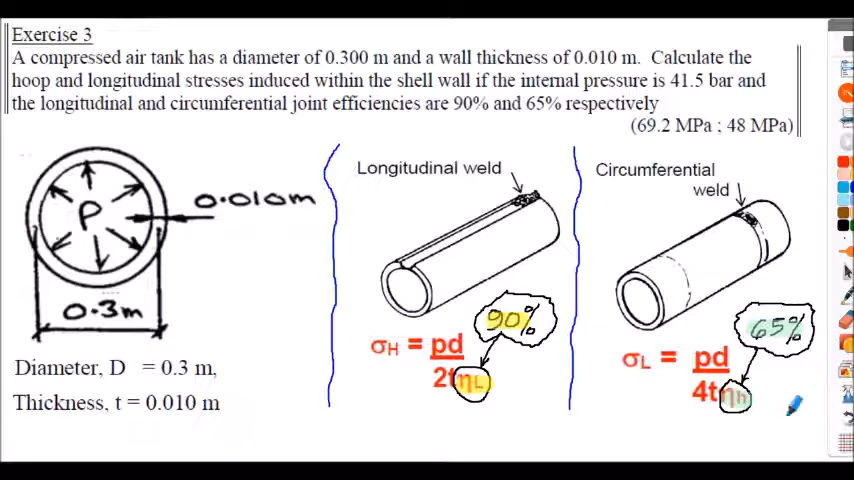 Exercise 3
A compressed air tank has a diameter of 0.300 m and a wall thickness of 0.010 m. Calculate the
hoop and longitudinal stresses induced within the shell wall if the internal pressure is 41.5 bar and
the longitudinal and circumferential joint efficiencies are 90% and 65% respectively
(69.2 MPa ; 48 MPa)
P
0.010m
0.3m
Diameter, D = 0.3 m,
Thickness, t = 0.010 m
Longitudinal weld
90%
σH = pd
2tηL
Circumferential
weld
65%
σL = pd
4tηh